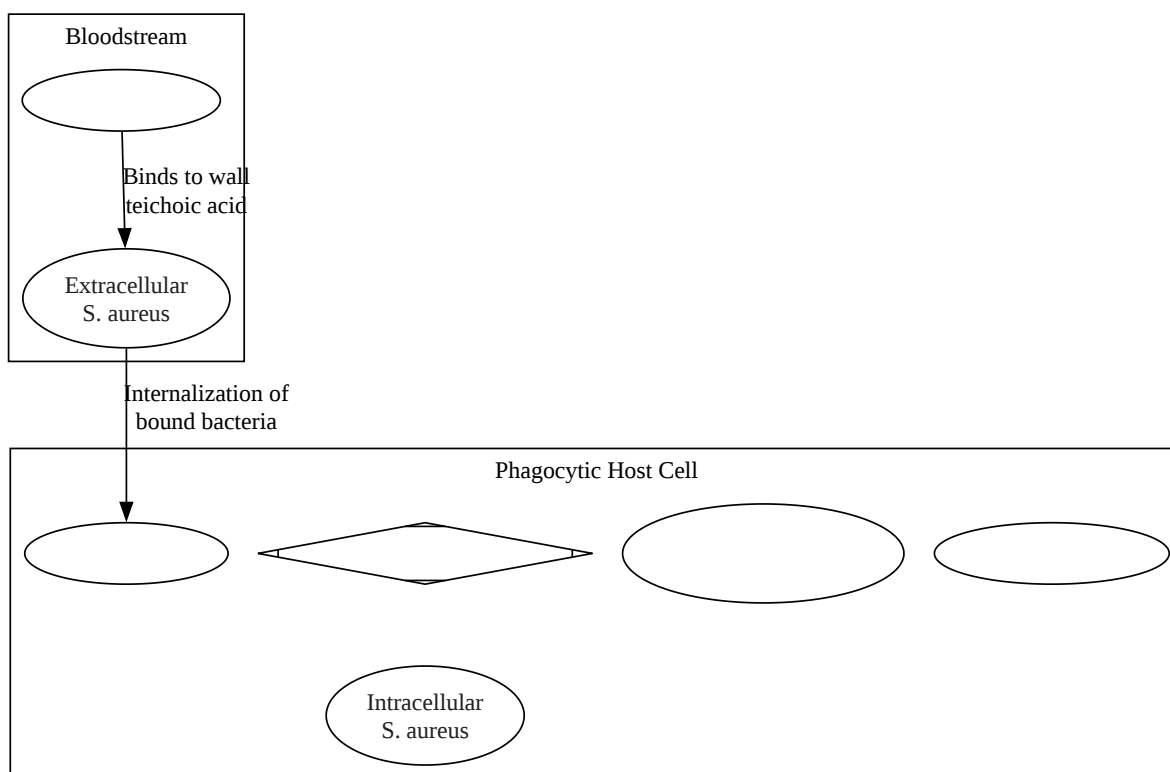 Bloodstream
Binds to wall
teichoic acid
Extracellular
S. aureus
Internalization of
bound bacteria
Phagocytic Host Cell
Intracellular
S. aureus